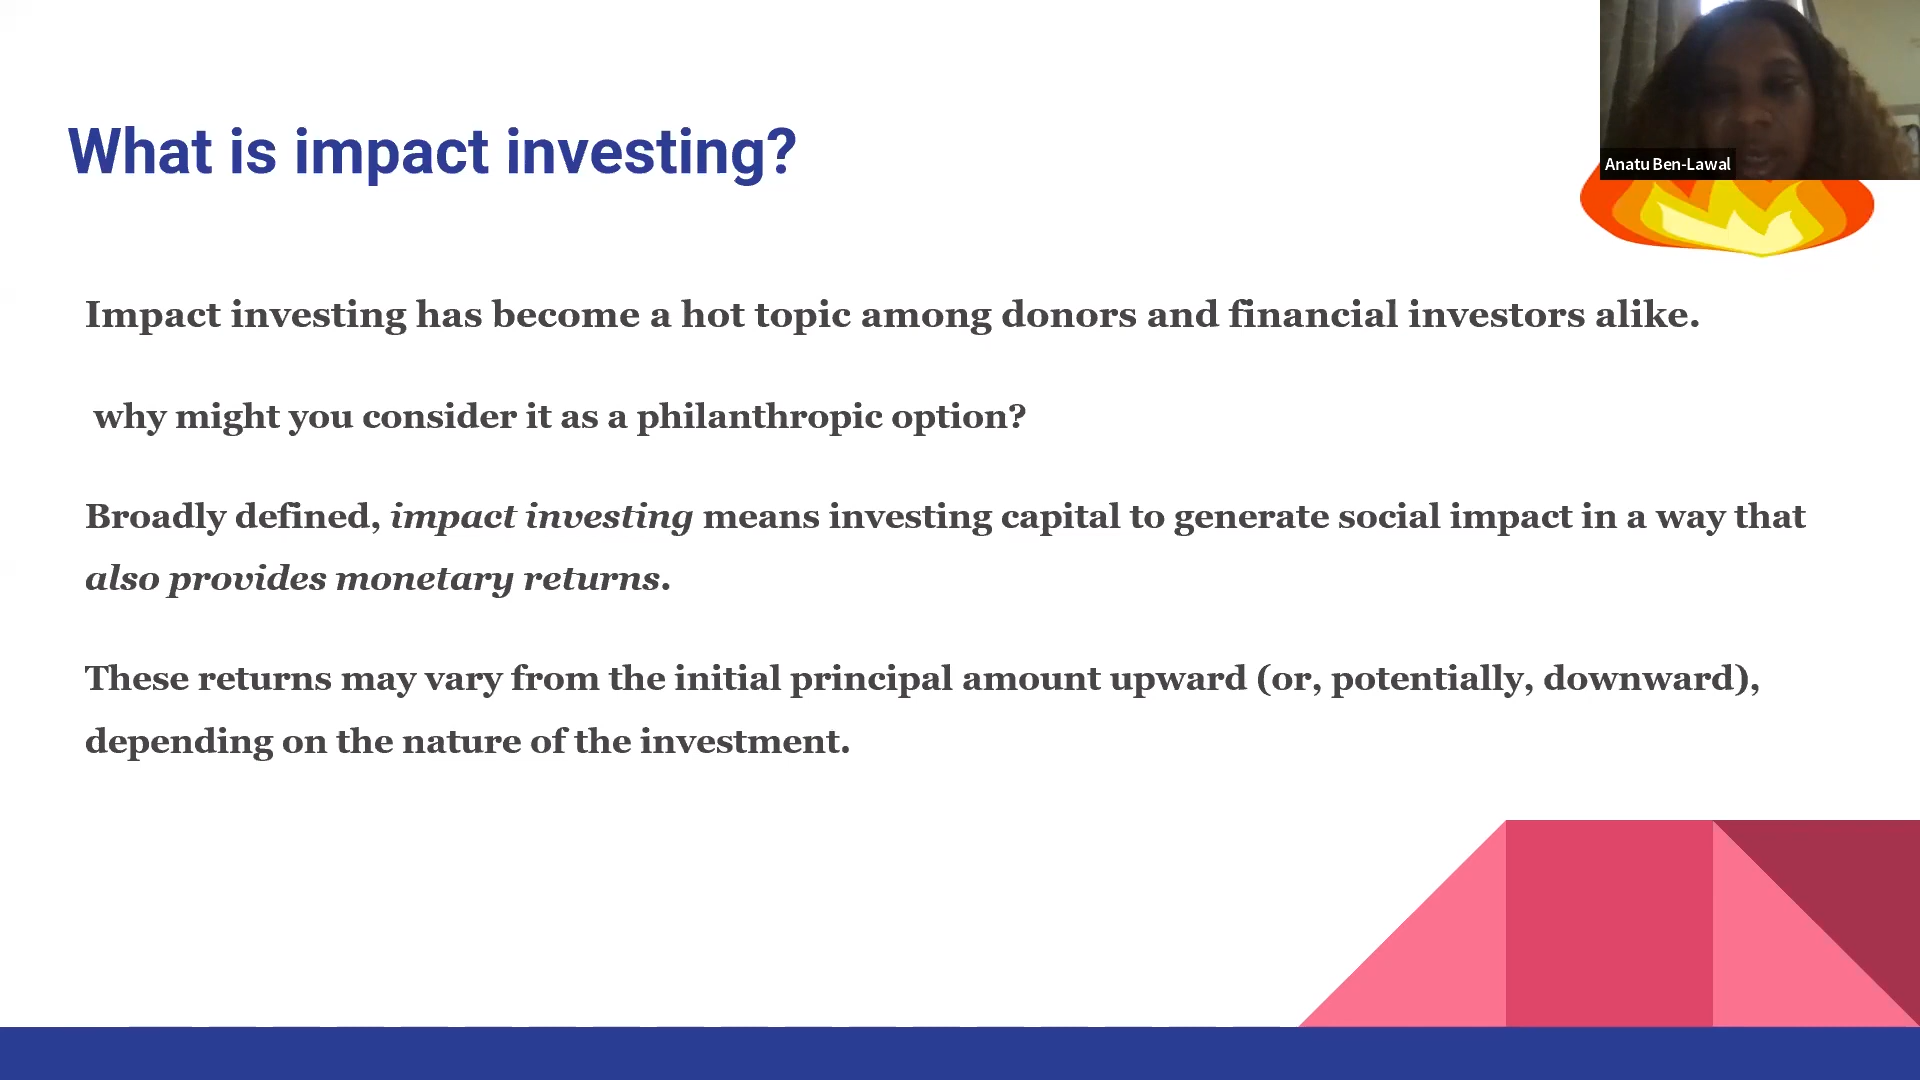 What is impact investing?
Anatu Ben-Lawal
Impact investing has become a hot topic among donors and financial investors alike.
why might you consider it as a philanthropic option?
Broadly defined, impact investing means investing capital to generate social impact in a way that
also provides monetary returns.
These returns may vary from the initial principal amount upward (or, potentially, downward),
depending on the nature of the investment.